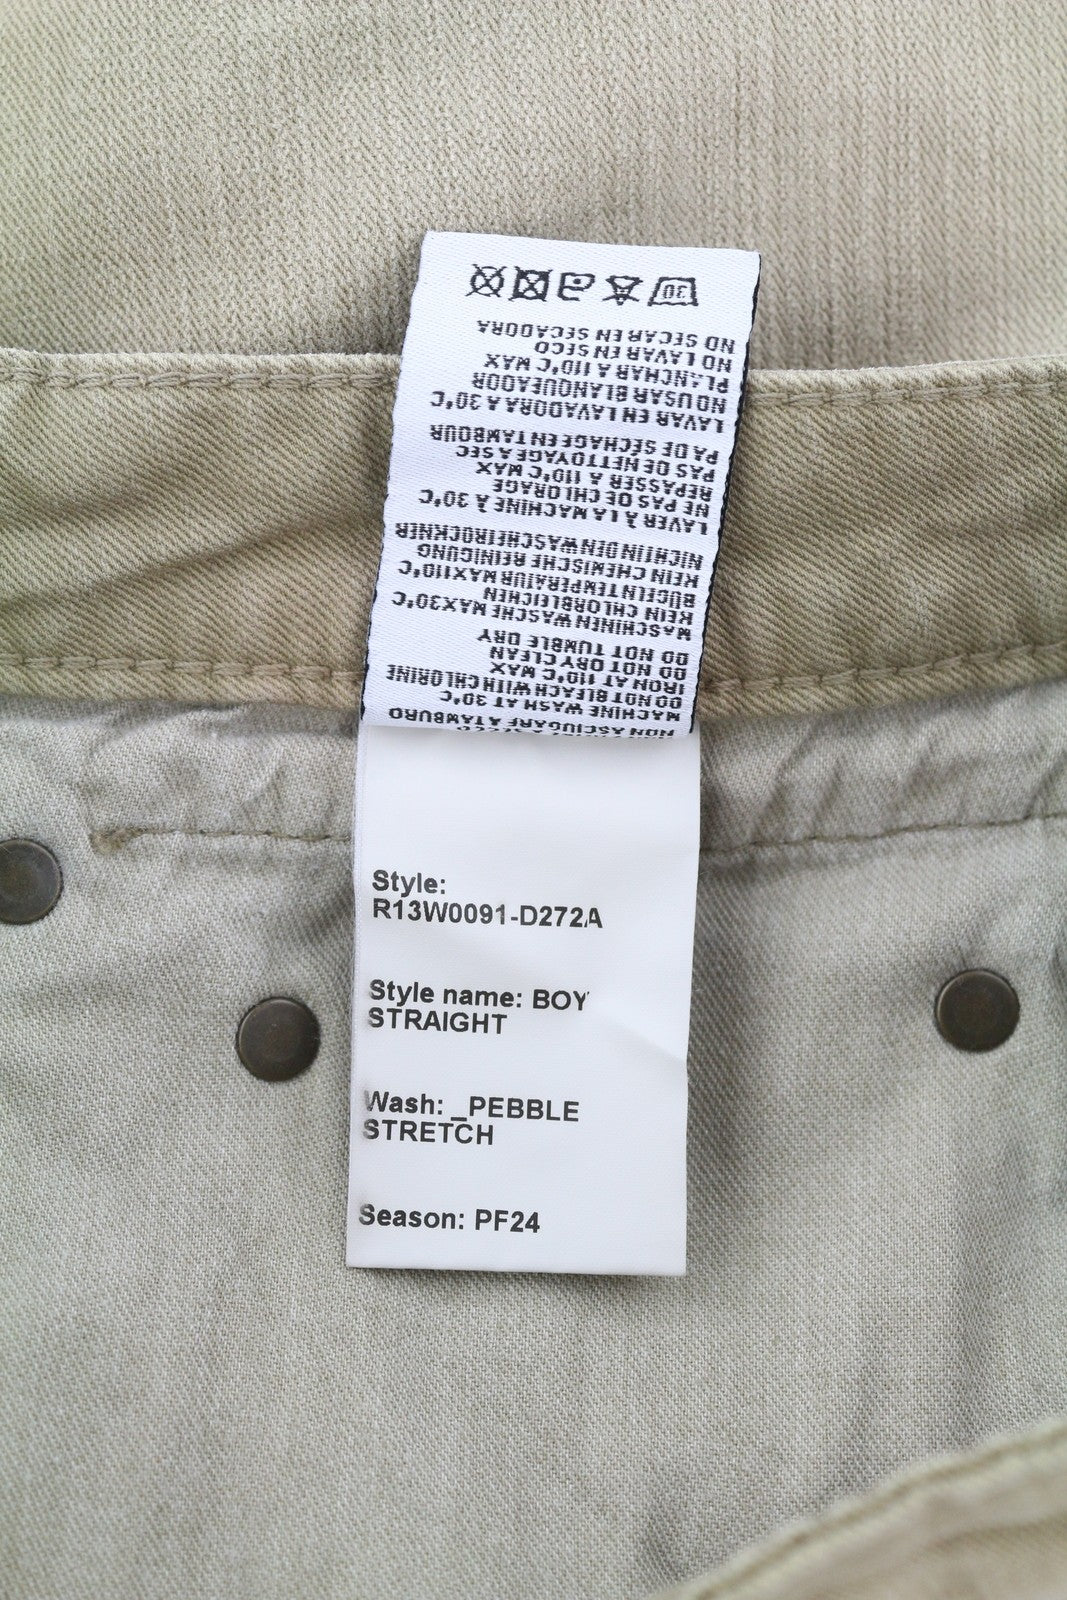 NON ASCIUGARE A TAMBURO
MACHINE WASH AT 30°C
DO NOT BLEACH WITH CHLORINE
IRON AT 110°C MAX
DO NOT DRY CLEAN
DO NOT TUMBLE DRY
MASCHINEN WASCHE MAX30°C
KEIN CHLORBLEICHEN
BÜGELN TEMPERATUR MAX110°C
KEIN CHEMISCHE REINIGUNG
NICHT IN DEN WASCHETROCKNER
LAVER À LA MACHINE À 30°C
NE PAS DE CHLORAGE
REPASSER A 110°C MAX
PAS DE NETTOYAGE A SEC
PA DE SÉCHAGE EN TAMBOUR
LAVAR EN LAVADORA A 30°C
NO USAR BLANQUEADOR
PLANCHAR A 110°C MAX
NO LAVAR EN SECO
NO SECAR EN SECADORA
30
Style:
R13W0091-D272A
Style name: BOY
STRAIGHT
Wash: _PEBBLE
STRETCH
Season: PF24